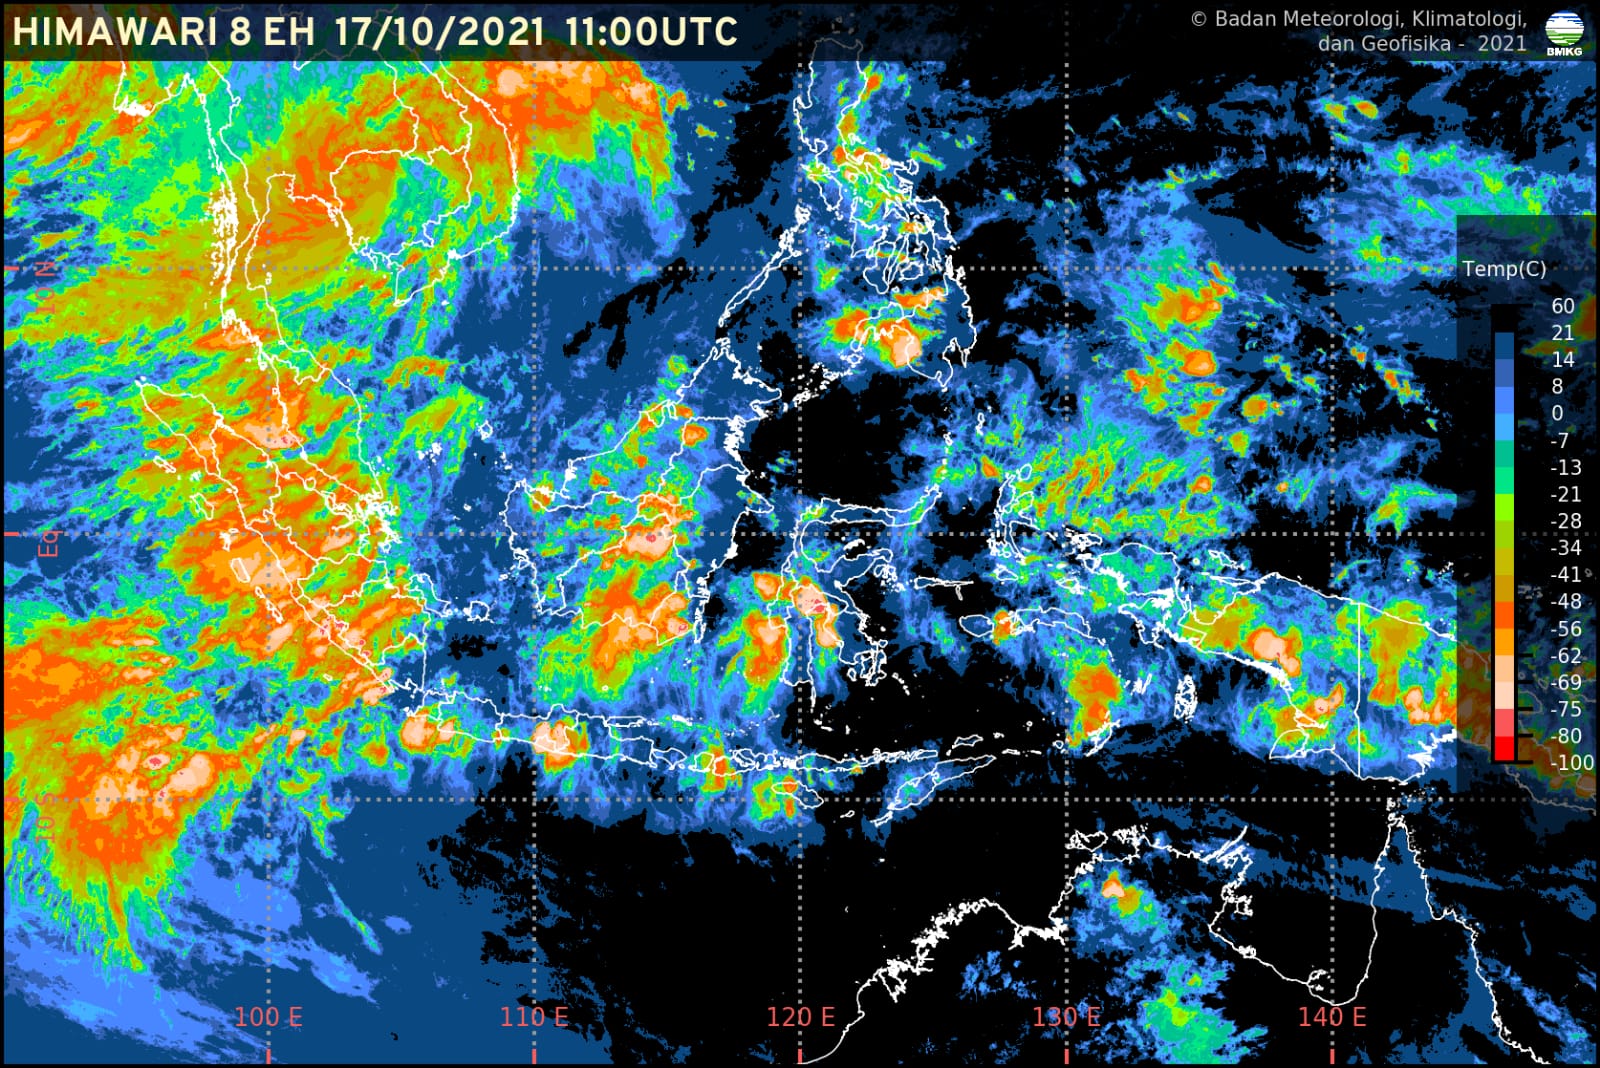 HIMAWARI 8 EH 17/10/2021 11:00UTC
© Badan Meteorologi, Klimatologi,
dan Geofisika - 2021
BMKG
Temp(C)
60
21
14
8
0
-7
-13
-21
-28
-34
-41
-48
-56
-62
-69
-75
-80
-100
10 N
Eq
10 S
100 E
110 E
120 E
130 E
140 E